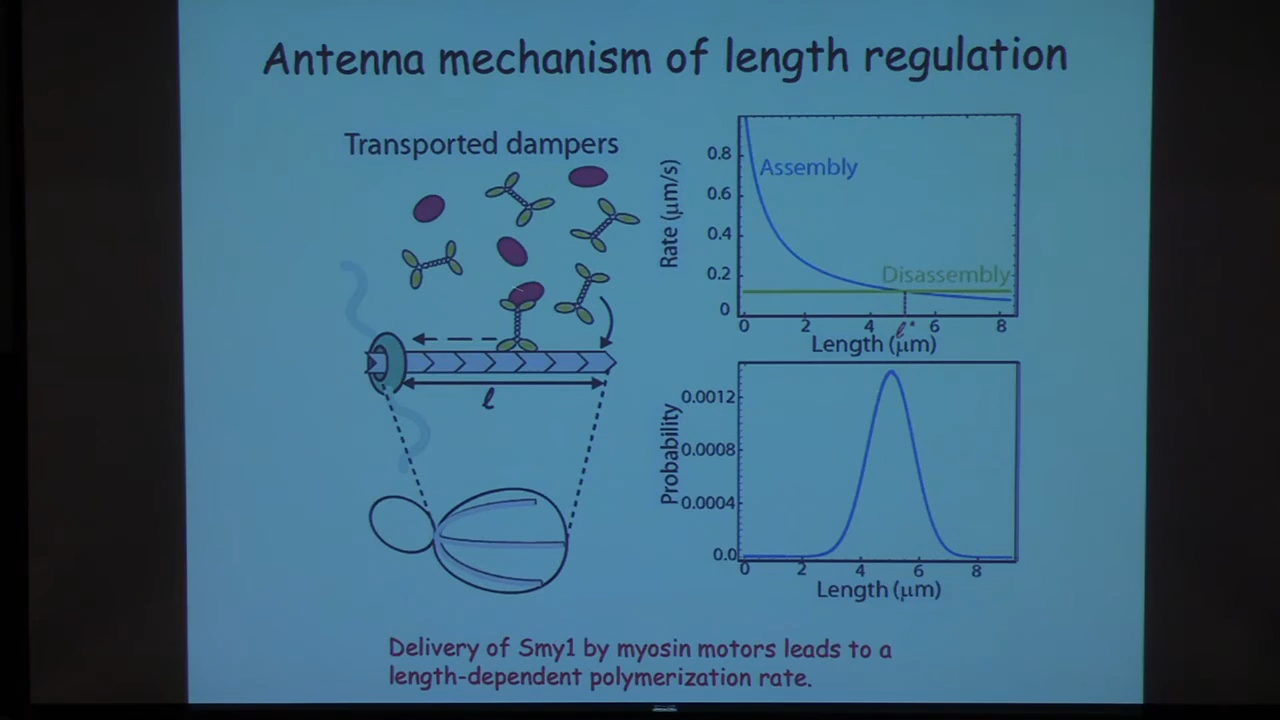 Antenna mechanism of length regulation
Transported dampers
ℓ
Rate (μm/s)
0.8
0.6
0.4
0.2
0
Assembly
Disassembly
0 2 4 ℓ* 6 8
Length (μm)
Probability
0.0012
0.0008
0.0004
0.0
0 2 4 6 8
Length (μm)
Delivery of Smy1 by myosin motors leads to a
length-dependent polymerization rate.